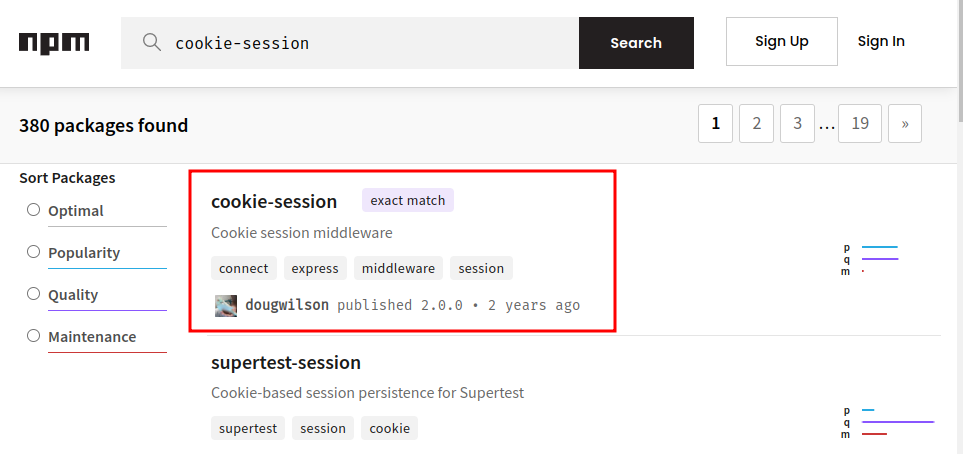 npm
cookie-session
Search
Sign Up
Sign In
380 packages found
1 2 3 ... 19 »
Sort Packages
Optimal
Popularity
Quality
Maintenance
cookie-session exact match
Cookie session middleware
connect express middleware session
dougwilson published 2.0.0 • 2 years ago
p
q
m
supertest-session
Cookie-based session persistence for Supertest
supertest session cookie
p
q
m